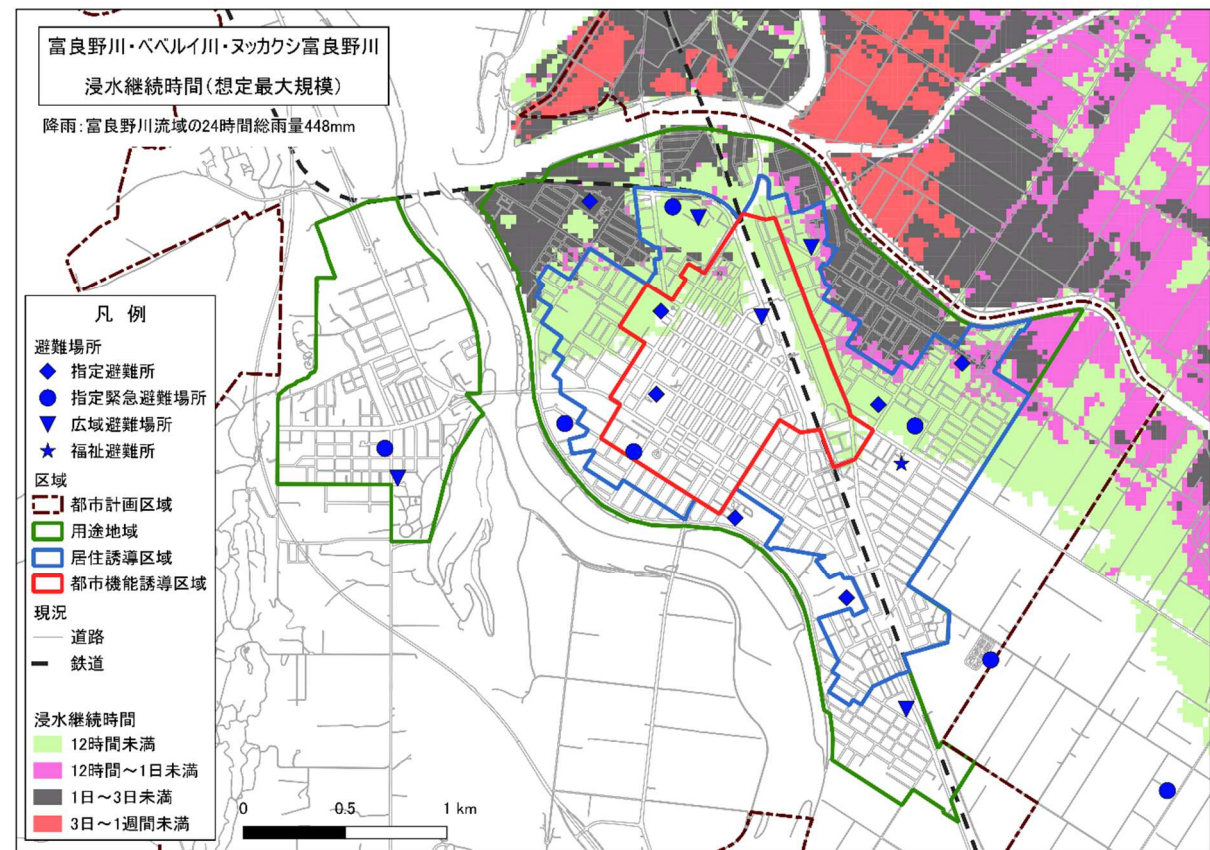 富良野川・ベベルイ川・ヌッカクシ富良野川
浸水継続時間(想定最大規模)
降雨:富良野川流域の24時間総雨量448mm
凡 例
避難場所
指定避難所
指定緊急避難場所
広域避難場所
福祉避難所
区域
都市計画区域
用途地域
居住誘導区域
都市機能誘導区域
現況
道路
鉄道
浸水継続時間
12時間未満
12時間～1日未満
1日～3日未満
3日～1週間未満
0 0.5 1 km